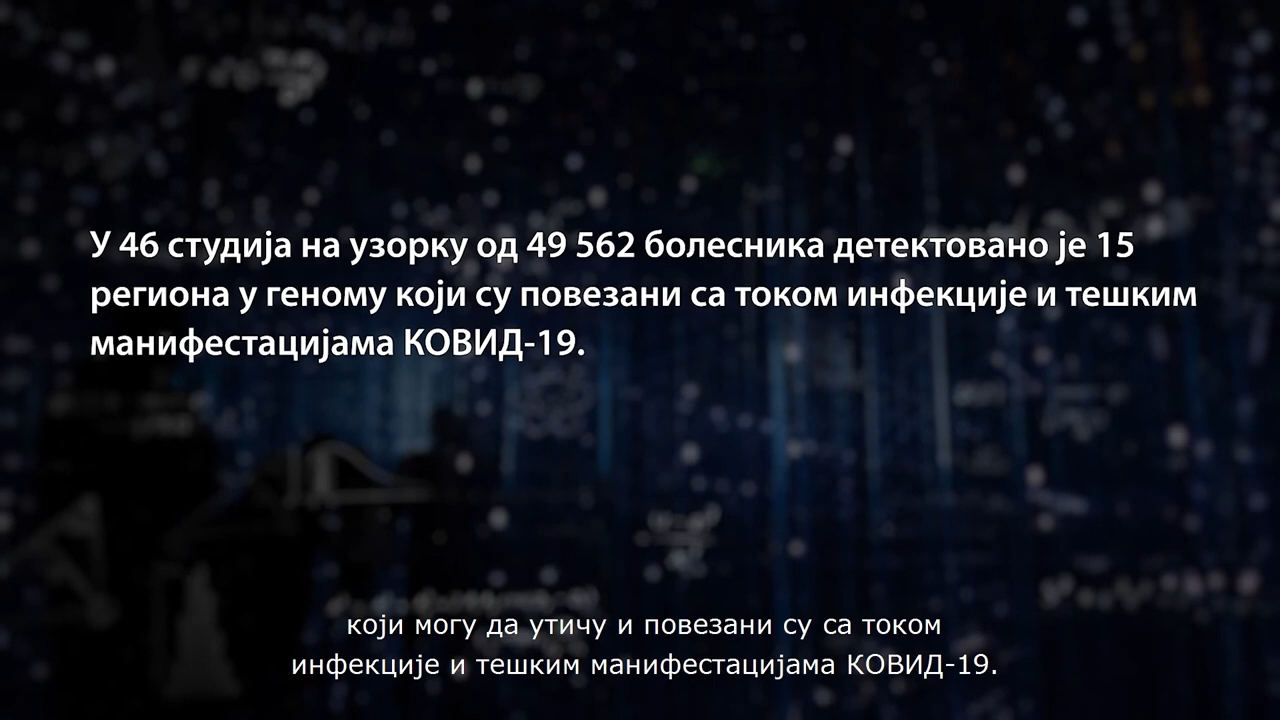 У 46 студија на узорку од 49 562 болесника детектовано је 15
региона у геному који су повезани са током инфекције и тешким
манифестацијама КОВИД-19.
који могу да утичу и повезани су са током
инфекције и тешким манифестацијама КОВИД-19.